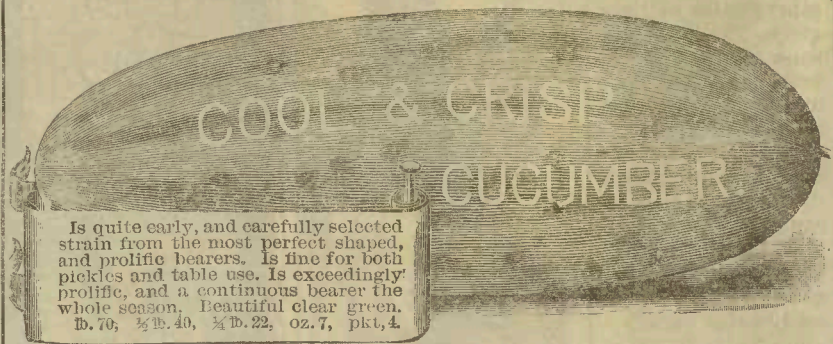 COOL & CRISP
CUCUMBER.
Is quite early, and carefully selected
strain from the most perfect shaped,
and prolific bearers. Is fine for both
pickles and table use. Is exceedingly
prolific, and a continuous bearer the
whole season. Beautiful clear green.
lb. 70, ½ lb. 40, ¼ lb. 22, oz. 7, pkt, 4.